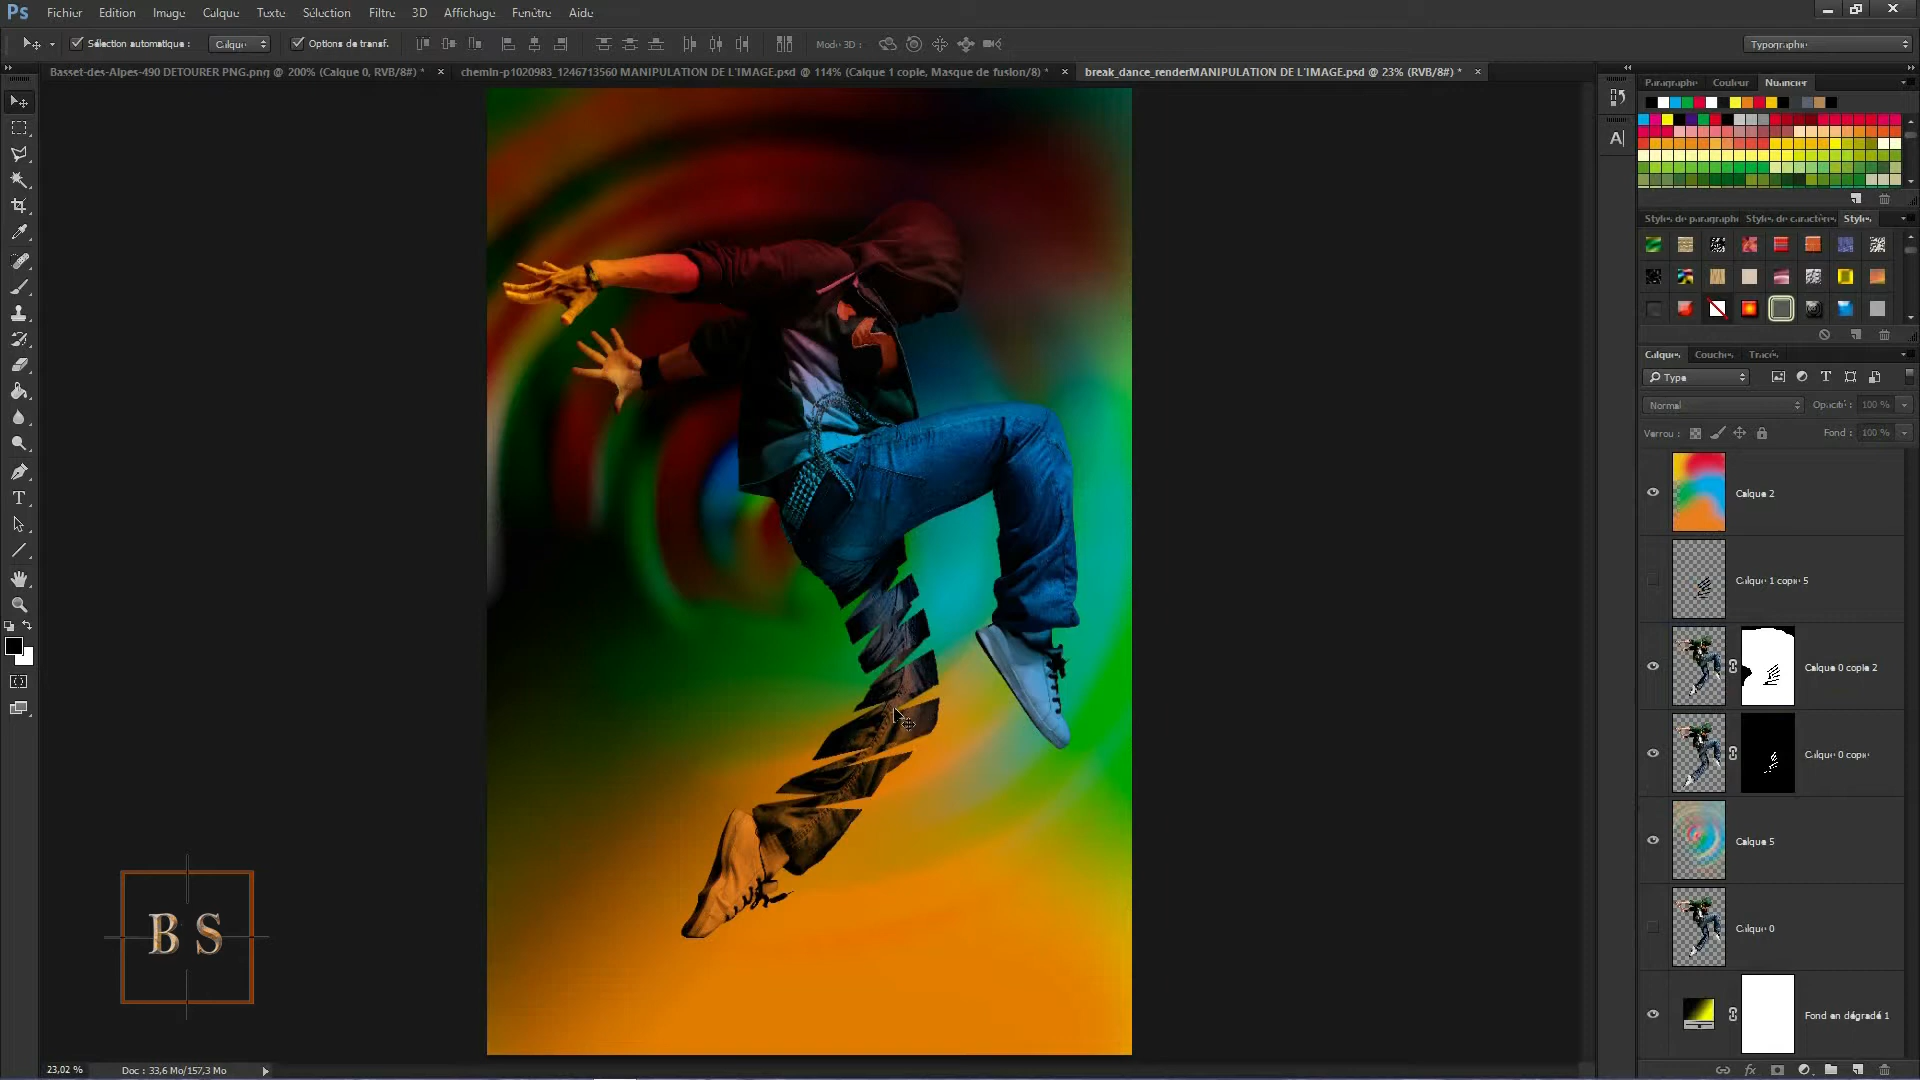 Ps Fichier Edition Image Calque Texte Sélection Filtre 3D Affichage Fenêtre Aide
Sélection automatique : Calque Options de transf. Mode 3D : Typographie
Basset-des-Alpes-490 DETOURER PNG.png @ 200% (Calque 0, RVB/8#) * × chemin-p1020983_1246713560 MANIPULATION DE L'IMAGE.psd @ 114% (Calque 1 copie, Masque de fusion/8) * × break_dance_renderMANIPULATION DE L'IMAGE.psd @ 23% (RVB/8#) * ×
Paragraphe Couleur Nuancier
A|
Styles de paragraphe Styles de caractères Styles
Calques Couches Tracés
Type
Normal Opacité : 100 %
Verrou : Fond : 100 %
Calque 2
Calque 1 copie 5
Calque 0 copie 2
Calque 0 copie
Calque 5
Calque 0
Fond en dégradé 1
B S
23,02 % Doc : 33,6 Mo/157,3 Mo
fx